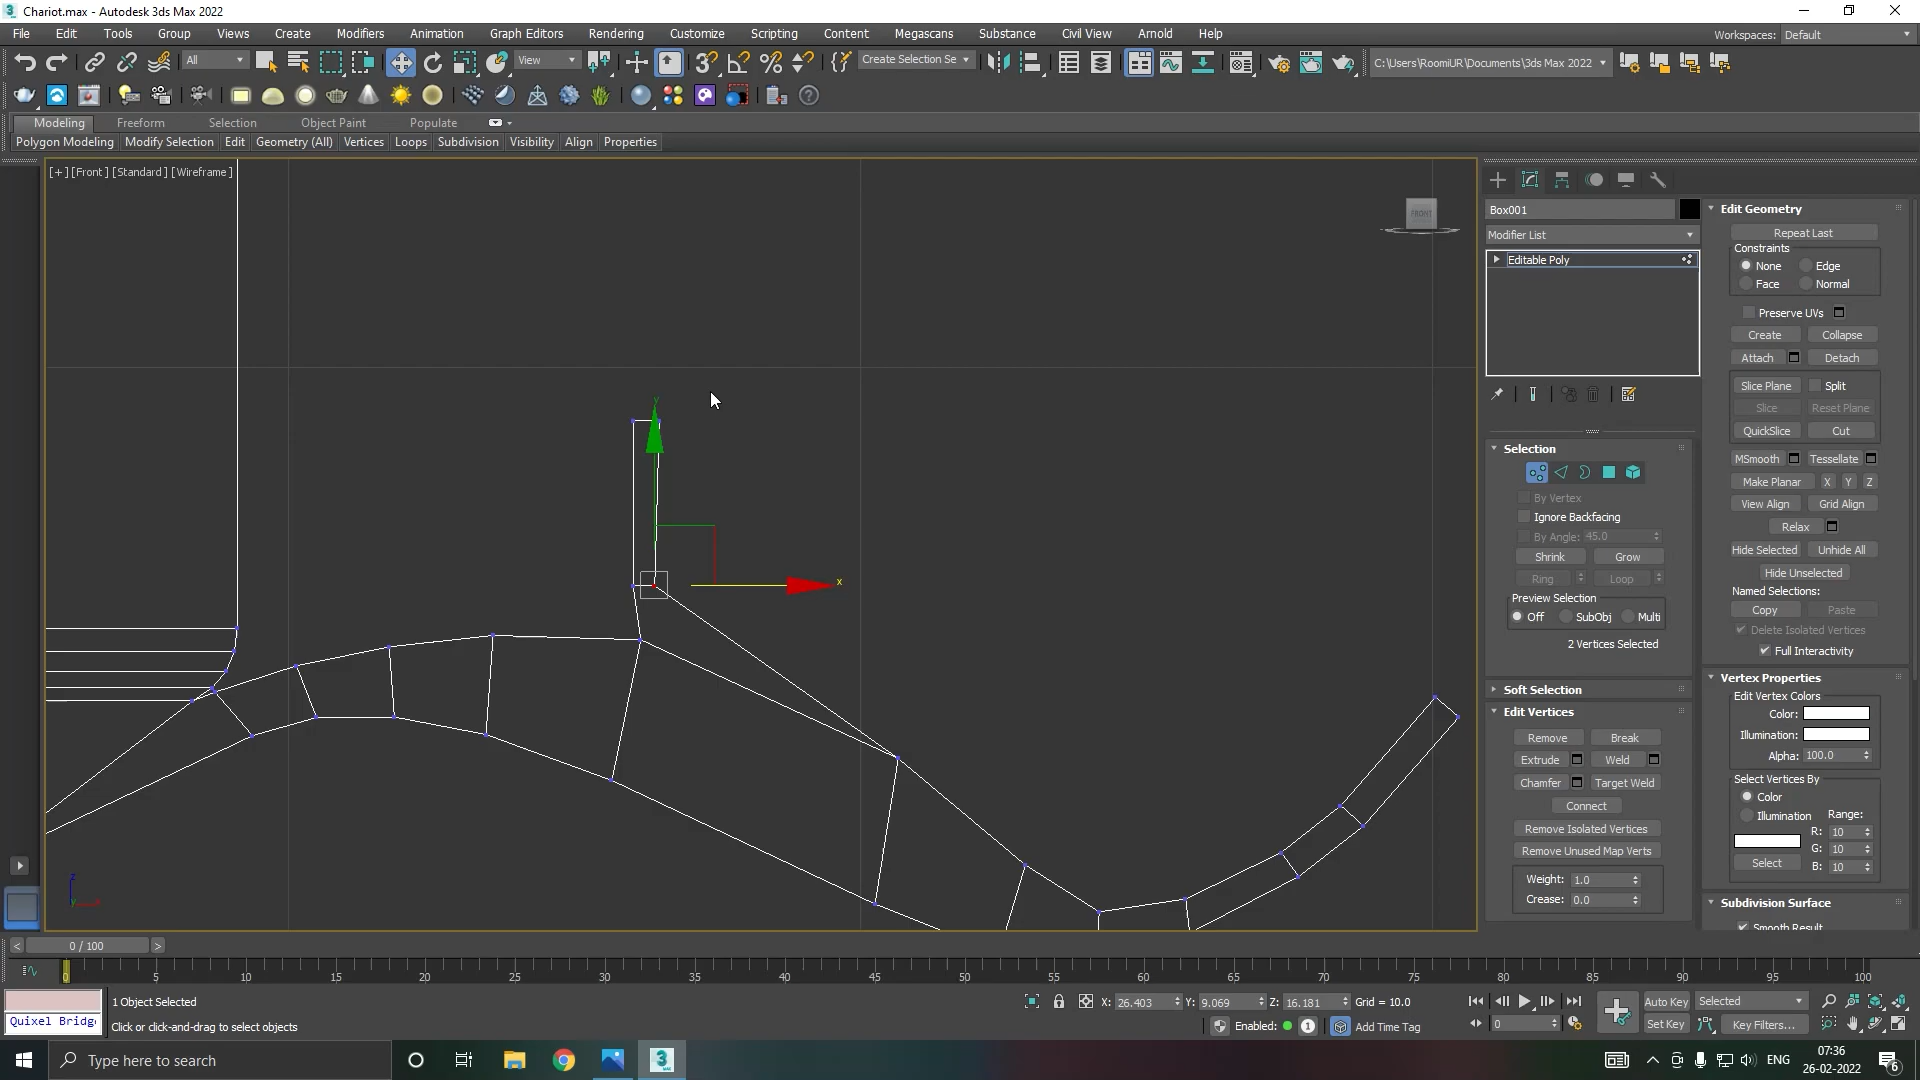 Chariot.max - Autodesk 3ds Max 2022
File Edit Tools Group Views Create Modifiers Animation Graph Editors Rendering Customize Scripting Content Megascans Substance Civil View Arnold Help
Workspaces: Default
All View Create Selection Se C:\Users\RoomiUR\Documents\3ds Max 2022
Modeling Freeform Selection Object Paint Populate
Polygon Modeling Modify Selection Edit Geometry (All) Vertices Loops Subdivision Visibility Align Properties
[+] [Front] [Standard] [Wireframe]
FRONT
y
x
z
Box001
Modifier List
Editable Poly
Selection
By Vertex
Ignore Backfacing
By Angle: 45.0
Shrink Grow
Ring Loop
Preview Selection
Off SubObj Multi
2 Vertices Selected
Soft Selection
Edit Vertices
Remove Break
Extrude Weld
Chamfer Target Weld
Connect
Remove Isolated Vertices
Remove Unused Map Verts
Weight: 1.0
Crease: 0.0
Edit Geometry
Repeat Last
Constraints
None Edge
Face Normal
Preserve UVs
Create Collapse
Attach Detach
Slice Plane Split
Slice Reset Plane
QuickSlice Cut
MSmooth Tessellate
Make Planar X Y Z
View Align Grid Align
Relax
Hide Selected Unhide All
Hide Unselected
Named Selections:
Copy Paste
Delete Isolated Vertices
Full Interactivity
Vertex Properties
Edit Vertex Colors
Color:
Illumination:
Alpha: 100.0
Select Vertices By
Color
Illumination Range:
R: 10
G: 10
Select B: 10
Subdivision Surface
Smooth Result
< 0 / 100 >
0 5 10 15 20 25 30 35 40 45 50 55 60 65 70 75 80 85 90 95 100
1 Object Selected
X: 26.403 Y: 9.069 Z: 16.181 Grid = 10.0
Auto Key Selected
Quixel Bridg
Click or click-and-drag to select objects
Enabled: 1 Add Time Tag
0 Set Key Key Filters...
Type here to search
ENG
07:36
26-02-2022
6